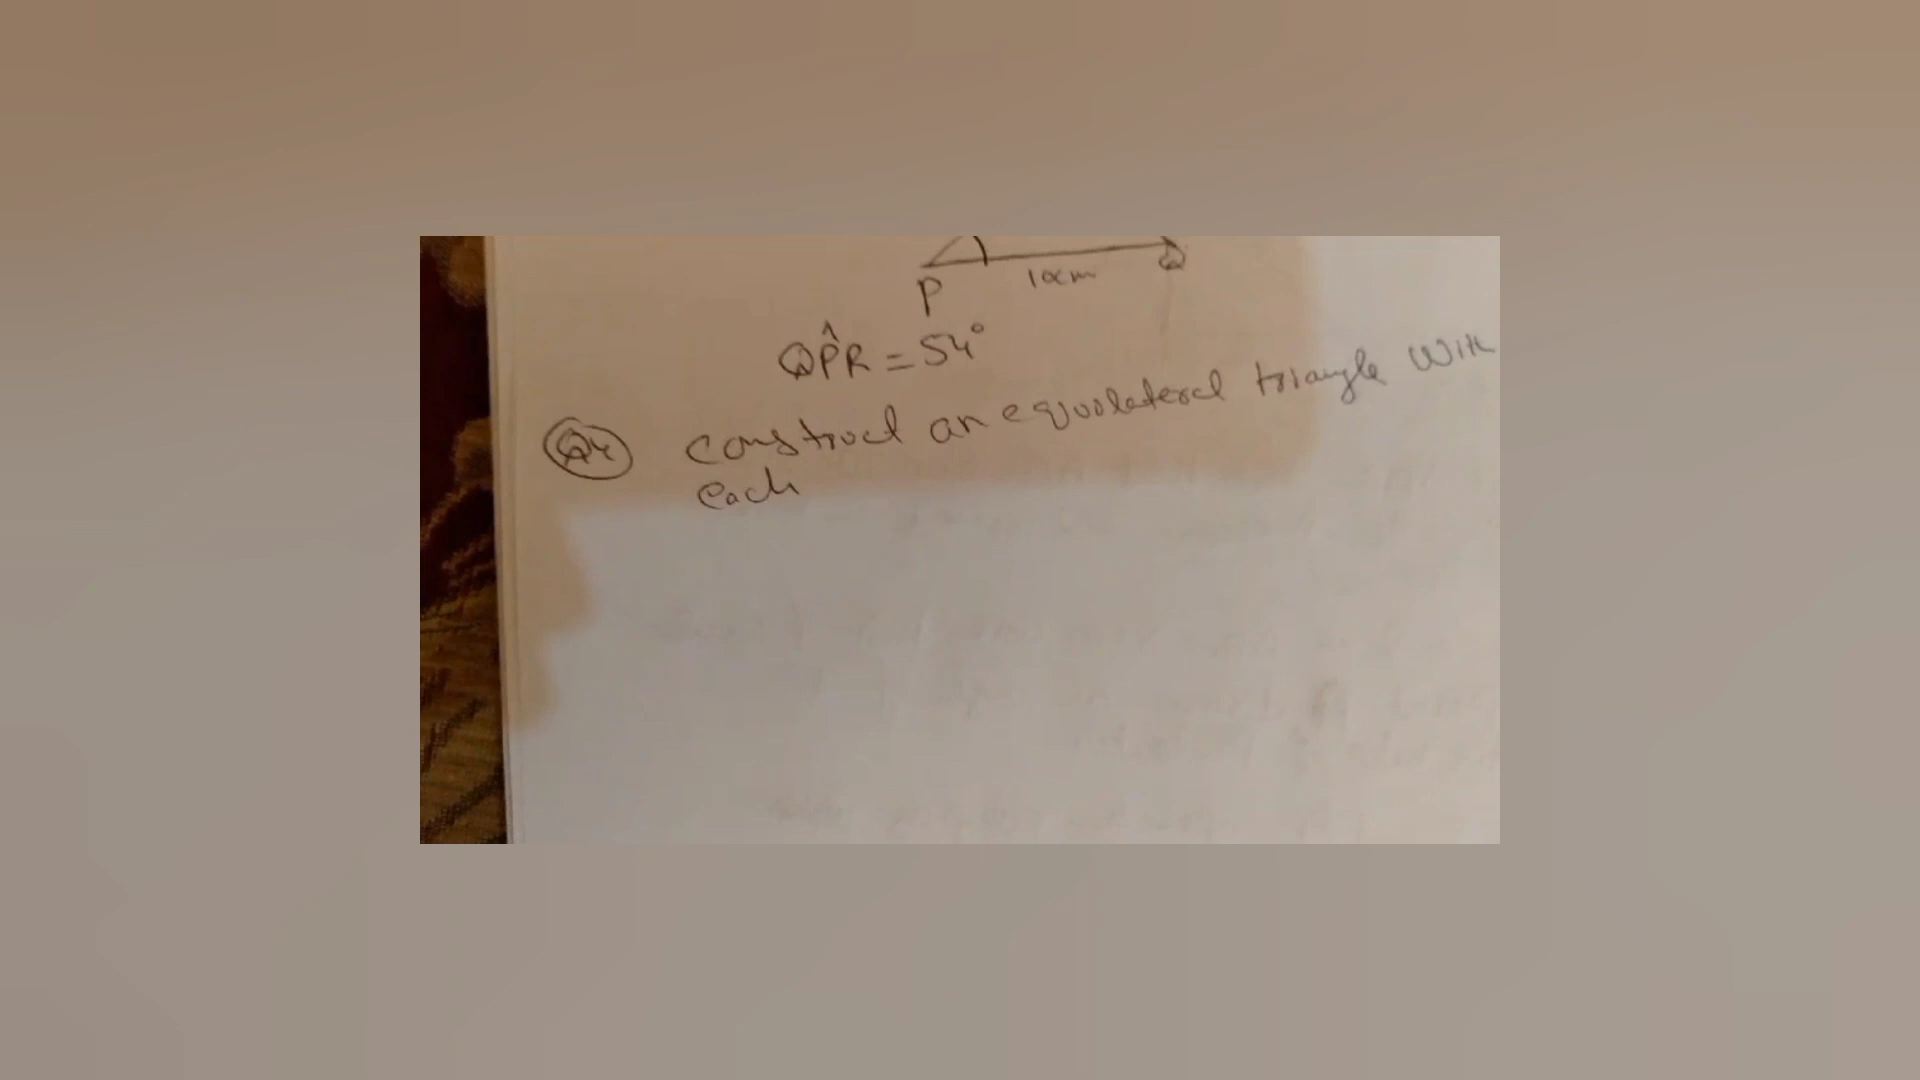 P 10cm Q
QP̂R = 54°
Q4 construct an equilateral triangle with
each